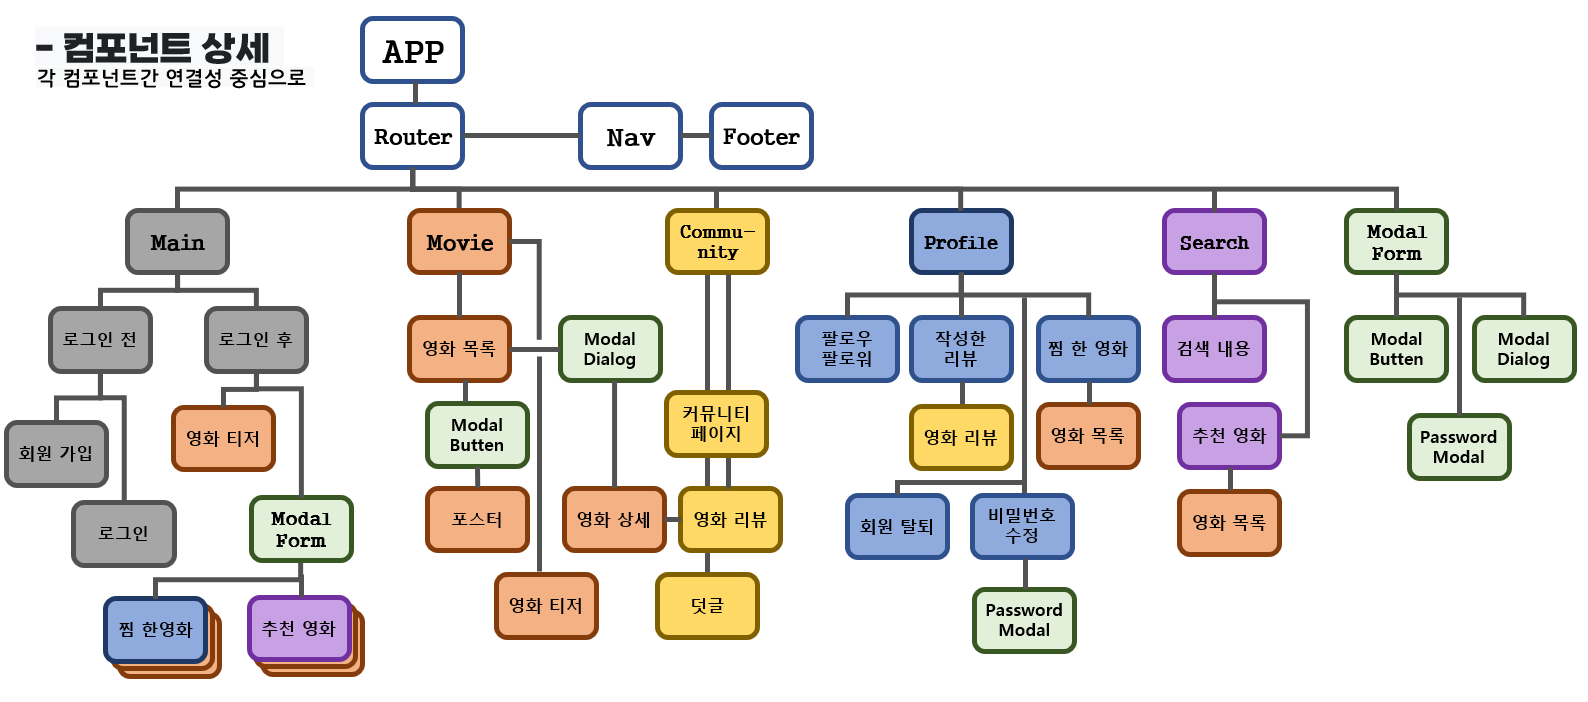 - 컴포넌트 상세
각 컴포넌트간 연결성 중심으로
APP
Router
Nav
Footer
Main
Movie
Commu-
nity
Profile
Search
Modal
Form
로그인 전
로그인 후
영화 목록
Modal
Dialog
팔로우
팔로워
작성한
리뷰
찜 한 영화
검색 내용
Modal
Butten
Modal
Dialog
회원 가입
영화 티저
Modal
Butten
커뮤니티
페이지
영화 리뷰
영화 목록
추천 영화
Password
Modal
로그인
Modal
Form
포스터
영화 상세
영화 리뷰
회원 탈퇴
비밀번호
수정
영화 목록
찜 한영화
추천 영화
영화 티저
덧글
Password
Modal